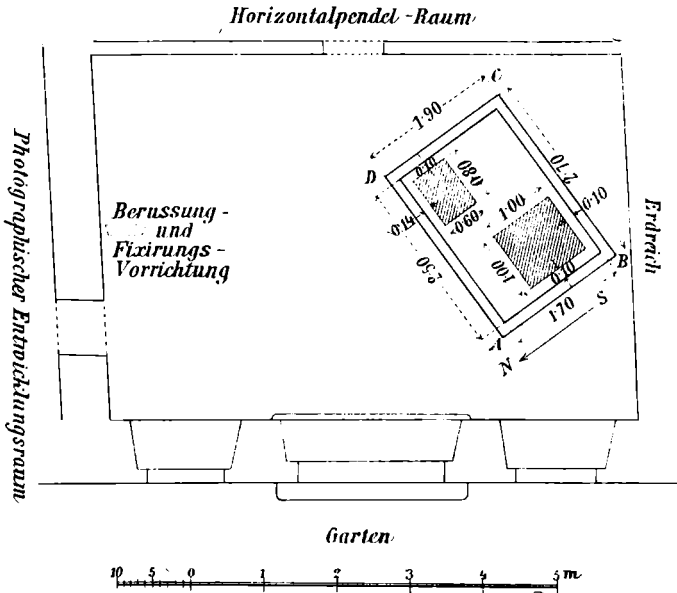 Horizontalpendel-Raum
C
1·90
D
0·10
0·80
2·70
Photographischer Entwicklungsraum
Berussung-
und
Fixirungs-
Vorrichtung
0·14
0·60
1·00
0·10
Erdreich
2·50
1·00
0·10
B
1·70
S
A
N
Garten
10 5 0 1 2 3 4 5 m